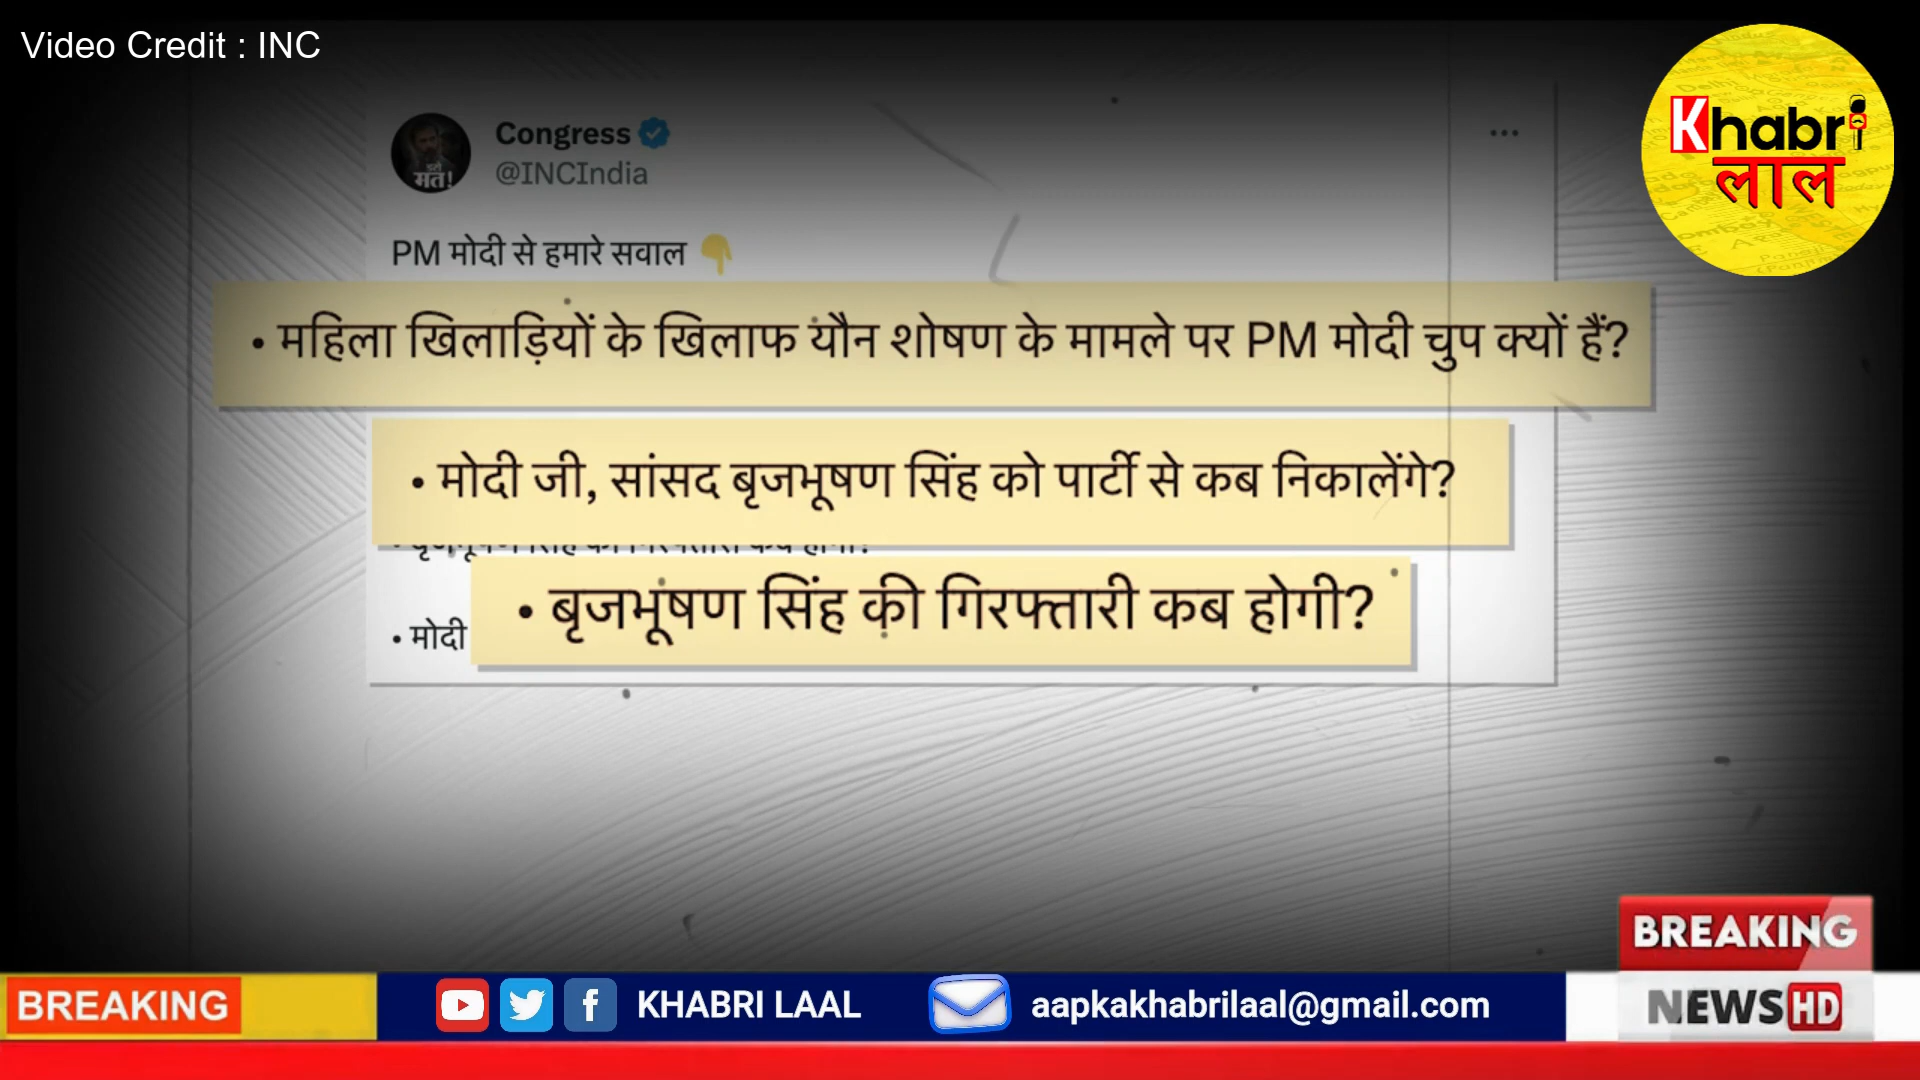 Video Credit : INC
Khabri
लाल
Congress
@INCIndia
मत!
PM मोदी से हमारे सवाल 👇
• महिला खिलाड़ियों के खिलाफ यौन शोषण के मामले पर PM मोदी चुप क्यों हैं?
• मोदी जी, सांसद बृजभूषण सिंह को पार्टी से कब निकालेंगे?
• बृजभूषण सिंह की गिरफ्तारी कब होगी?
• मोदी
BREAKING
NEWS HD
BREAKING
KHABRI LAAL
aapkakhabrilaal@gmail.com